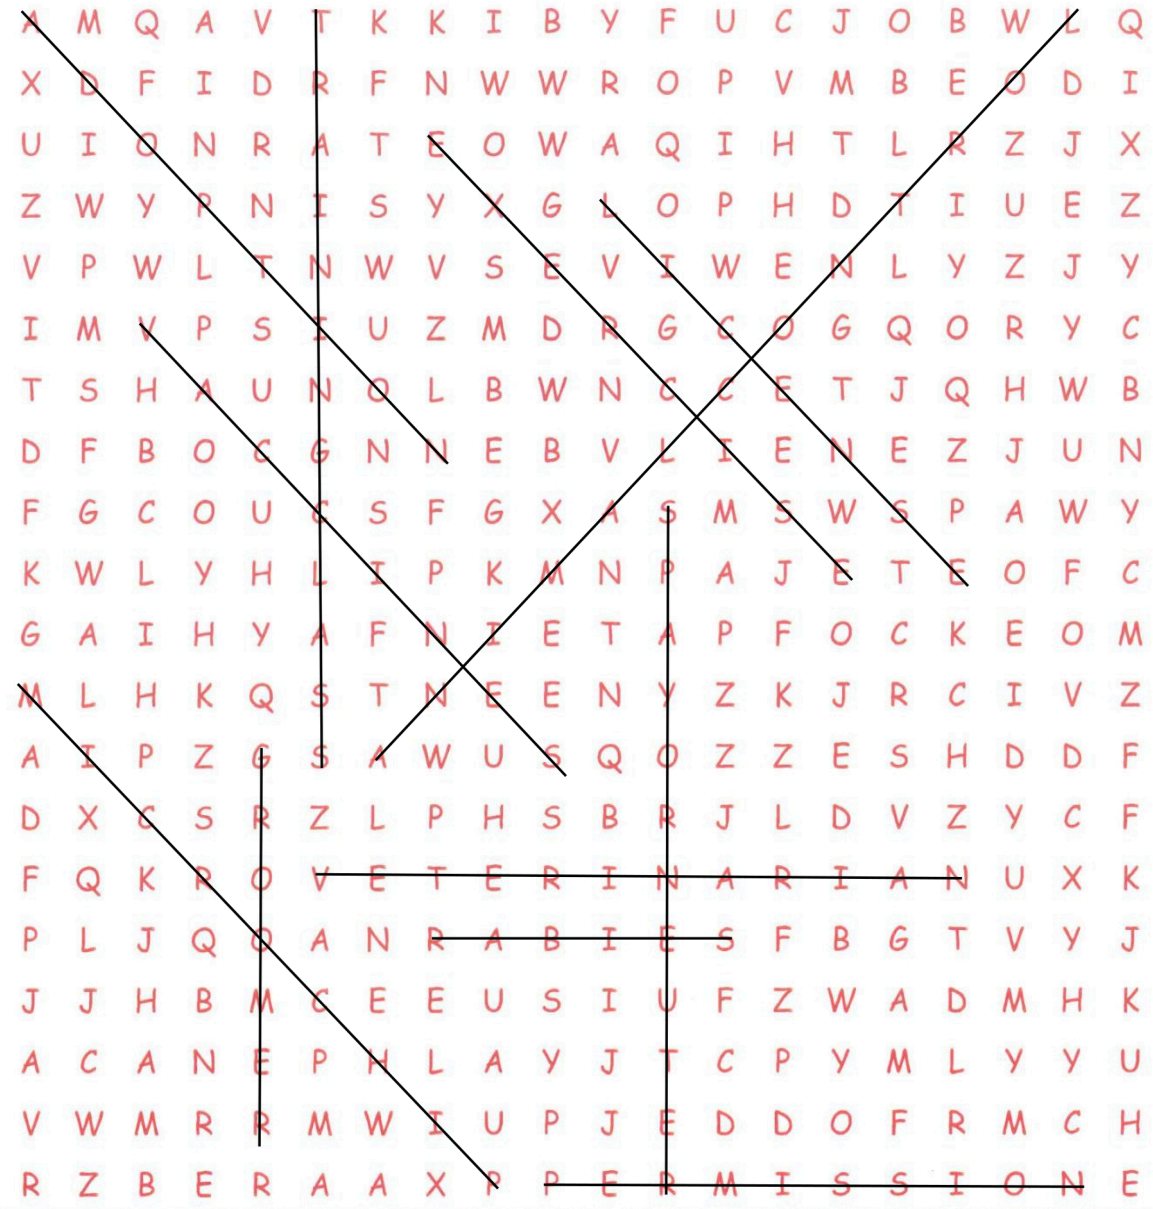 A M Q A V T K K I B Y F U C J O B W L Q
X D F I D R F N W W R O P V M B E O D I
U I O N R A T E O W A Q I H T L R Z J X
Z W Y P N I S Y X G L O P H D T I U E Z
V P W L T N W V S E V I W E N L Y Z J Y
I M V P S I U Z M D R G C O G Q O R Y C
T S H A U N O L B W N C C E T J Q H W B
D F B O C G N N E B V L I E N E Z J U N
F G C O U C S F G X A S M S W S P A W Y
K W L Y H L I P K M N P A J E T E O F C
G A I H Y A F N I E T A P F O C K E O M
M L H K Q S T N E E N Y Z K J R C I V Z
A I P Z G S A W U S Q O Z Z E S H D D F
D X C S R Z L P H S B R J L D V Z Y C F
F Q K R O V E T E R I N A R I A N U X K
P L J Q O A N R A B I E S F B G T V Y J
J J H B M C E E U S I U F Z W A D M H K
A C A N E P H L A Y J T C P Y M L Y Y U
V W M R R M W I U P J E D D O F R M C H
R Z B E R A A X P P E R M I S S I O N E